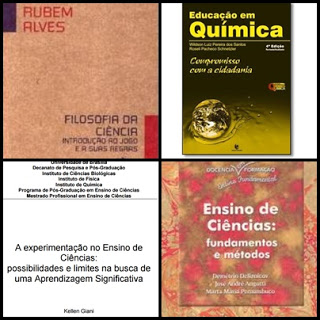 RUBEM
ALVES
FILOSOFIA DA
CIÊNCIA
INTRODUÇÃO AO JOGO
E A SUAS REGRAS
Educação em
Química
Wildson Luiz Pereira dos Santos
Roseli Pacheco Schnetzler
4ª Edição
Compromisso
com a cidadania
Universidade de Brasília
Decanato de Pesquisa e Pós-Graduação
Instituto de Ciências Biológicas
Instituto de Física
Instituto de Química
Programa de Pós-Graduação em Ensino de Ciências
Mestrado Profissional em Ensino de Ciências
A experimentação no Ensino de
Ciências:
possibilidades e limites na busca de
uma Aprendizagem Significativa
Kellen Giani
DOCÊNCIA EM FORMAÇÃO
Ensino Fundamental
Ensino de
Ciências:
fundamentos
e métodos
Demétrio Delizoicov
José André Angotti
Marta Maria Pernambuco